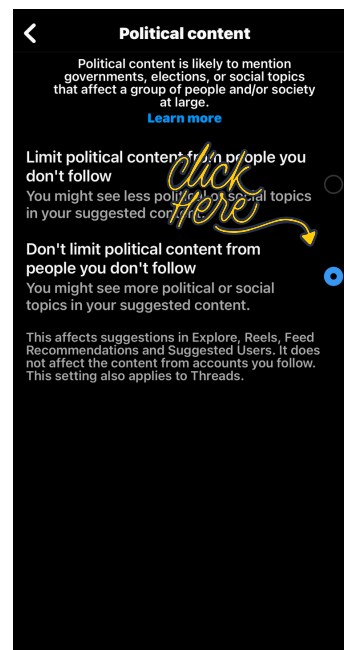 Political content
Political content is likely to mention
governments, elections, or social topics
that affect a group of people and/or society
at large.
Learn more
Limit political content from people you
don't follow
You might see less political or social topics
in your suggested content.
Click
Here
Don't limit political content from
people you don't follow
You might see more political or social
topics in your suggested content.
This affects suggestions in Explore, Reels, Feed
Recommendations and Suggested Users. It does
not affect the content from accounts you follow.
This setting also applies to Threads.